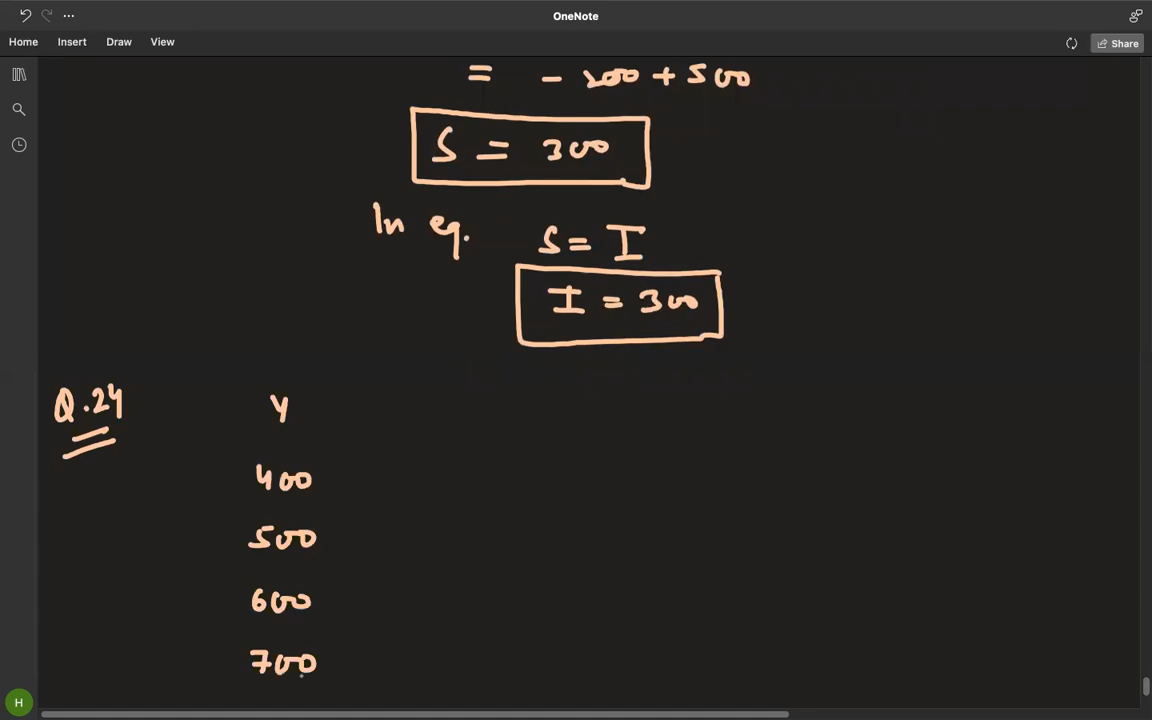 OneNote
Home Insert Draw View
Share
= - 200 + 500
S = 300
In eq. S = I
I = 300
Q.24 Y
400
500
600
700
H